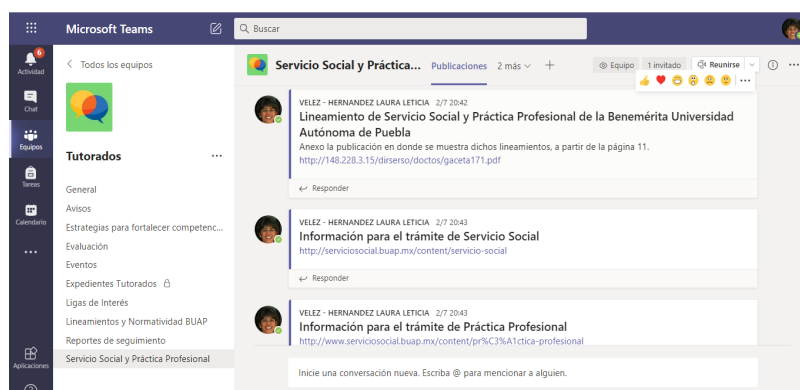 Microsoft Teams
Buscar
6
Actividad
Chat
Equipos
Tareas
Calendario
Aplicaciones
Todos los equipos
Tutorados
General
Avisos
Estrategias para fortalecer competenc...
Evaluación
Eventos
Expedientes Tutorados
Ligas de Interés
Lineamientos y Normatividad BUAP
Reportes de seguimiento
Servicio Social y Práctica Profesional
Servicio Social y Práctica... Publicaciones 2 más
Equipo 1 invitado Reunirse
VELEZ - HERNANDEZ LAURA LETICIA 2/7 20:42
Lineamiento de Servicio Social y Práctica Profesional de la Benemérita Universidad
Autónoma de Puebla
Anexo la publicación en donde se muestra dichos lineamientos, a partir de la página 11.
http://148.228.3.15/dirserso/doctos/gaceta171.pdf
Responder
VELEZ - HERNANDEZ LAURA LETICIA 2/7 20:43
Información para el trámite de Servicio Social
http://serviciosocial.buap.mx/content/servicio-social
Responder
VELEZ - HERNANDEZ LAURA LETICIA 2/7 20:43
Información para el trámite de Práctica Profesional
http://www.serviciosocial.buap.mx/content/pr%C3%A1ctica-profesional
Inicie una conversación nueva. Escriba @ para mencionar a alguien.